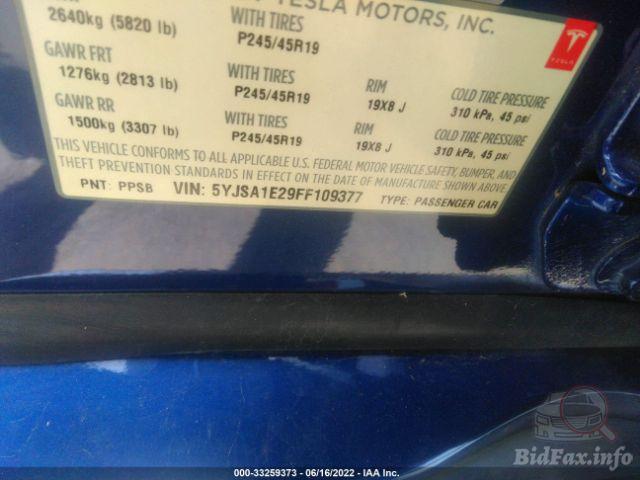 TESLA MOTORS, INC.
2640kg (5820 lb)
WITH TIRES
P245/45R19
GAWR FRT
1276kg (2813 lb)
WITH TIRES
P245/45R19
RIM
19X8 J
COLD TIRE PRESSURE
310 kPa, 45 psi
GAWR RR
1500kg (3307 lb)
WITH TIRES
P245/45R19
RIM
19X8 J
COLD TIRE PRESSURE
310 kPa, 45 psi
THIS VEHICLE CONFORMS TO ALL APPLICABLE U.S. FEDERAL MOTOR VEHICLE SAFETY, BUMPER, AND
THEFT PREVENTION STANDARDS IN EFFECT ON THE DATE OF MANUFACTURE SHOWN ABOVE.
PNT: PPSB VIN: 5YJSA1E29FF109377 TYPE: PASSENGER CAR
TESLA
BidFax.info
000-33259373 - 06/16/2022 - IAA Inc.